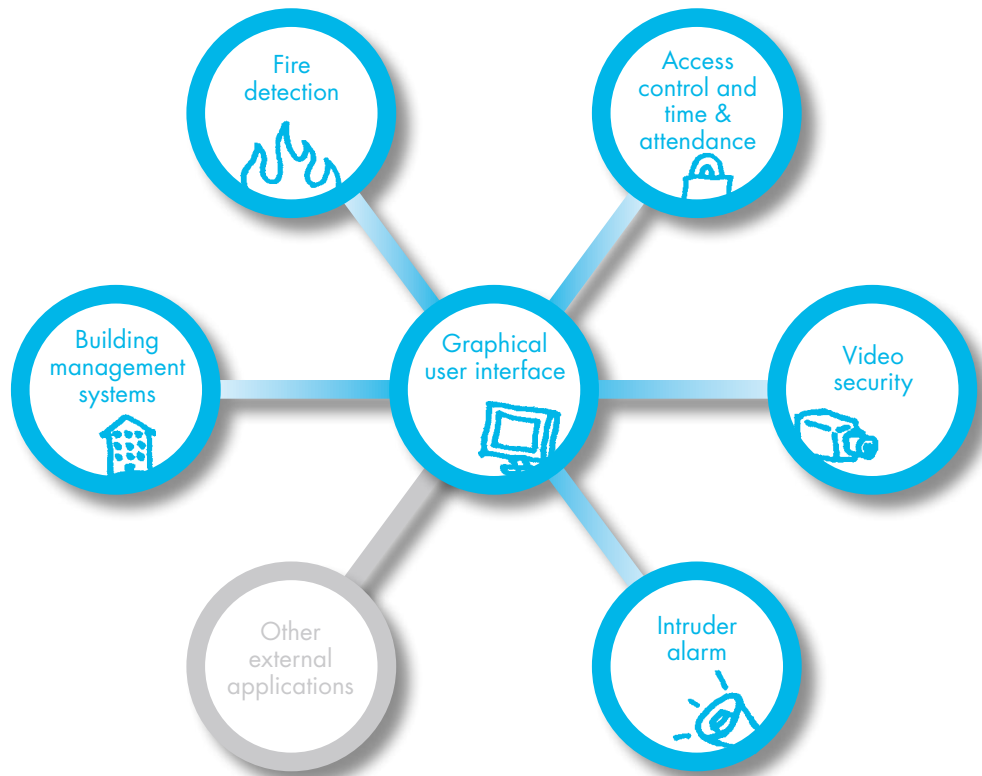 Fire
detection
Access
control and
time &
attendance
Building
management
systems
Graphical
user interface
Video
security
Other
external
applications
Intruder
alarm